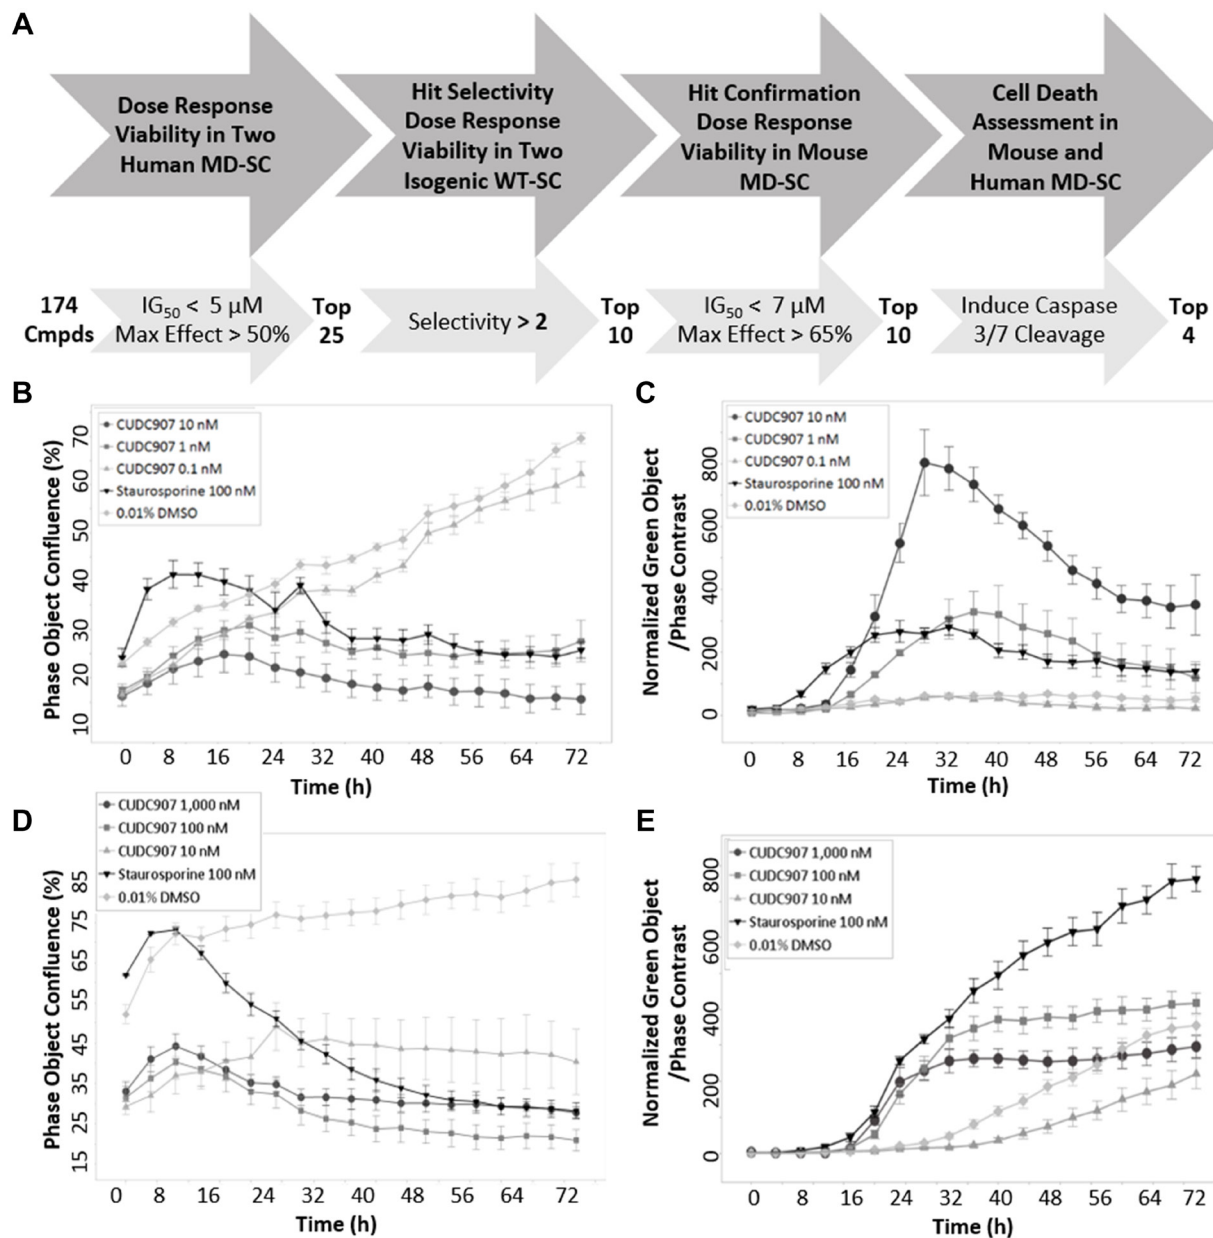 A
Dose Response
Viability in Two
Human MD-SC
Hit Selectivity
Dose Response
Viability in Two
Isogenic WT-SC
Hit Confirmation
Dose Response
Viability in Mouse
MD-SC
Cell Death
Assessment in
Mouse and
Human MD-SC
174
Cmpds
IG50 < 5 µM
Max Effect > 50%
Top
25
Selectivity > 2
Top
10
IG50 < 7 µM
Max Effect > 65%
Top
10
Induce Caspase
3/7 Cleavage
Top
4
B
CUDC907 10 nM
CUDC907 1 nM
CUDC907 0.1 nM
Staurosporine 100 nM
0.01% DMSO
Phase Object Confluence (%)
10 20 30 40 50 60 70
0 8 16 24 32 40 48 56 64 72
Time (h)
C
CUDC907 10 nM
CUDC907 1 nM
CUDC907 0.1 nM
Staurosporine 100 nM
0.01% DMSO
Normalized Green Object
/Phase Contrast
0 200 400 600 800
0 8 16 24 32 40 48 56 64 72
Time (h)
D
CUDC907 1,000 nM
CUDC907 100 nM
CUDC907 10 nM
Staurosporine 100 nM
0.01% DMSO
Phase Object Confluence (%)
15 25 35 45 55 65 75 85
0 8 16 24 32 40 48 56 64 72
Time (h)
E
CUDC907 1,000 nM
CUDC907 100 nM
CUDC907 10 nM
Staurosporine 100 nM
0.01% DMSO
Normalized Green Object
/Phase Contrast
0 200 400 600 800
0 8 16 24 32 40 48 56 64 72
Time (h)